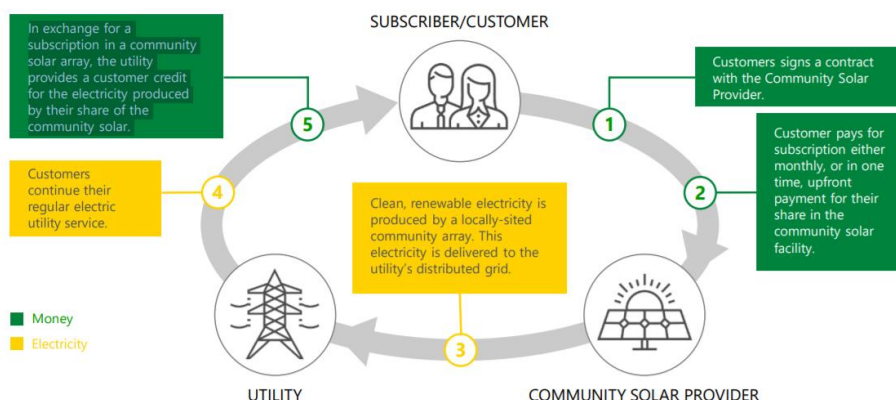 SUBSCRIBER/CUSTOMER
In exchange for a
subscription in a community
solar array, the utility
provides a customer credit
for the electricity produced
by their share of the
community solar.
5
1
Customers signs a contract
with the Community Solar
Provider.
2
Customer pays for
subscription either
monthly, or in one
time, upfront
payment for their
share in the
community solar
facility.
4
Customers
continue their
regular electric
utility service.
Clean, renewable electricity is
produced by a locally-sited
community array. This
electricity is delivered to the
utility's distributed grid.
3
Money
Electricity
UTILITY
COMMUNITY SOLAR PROVIDER